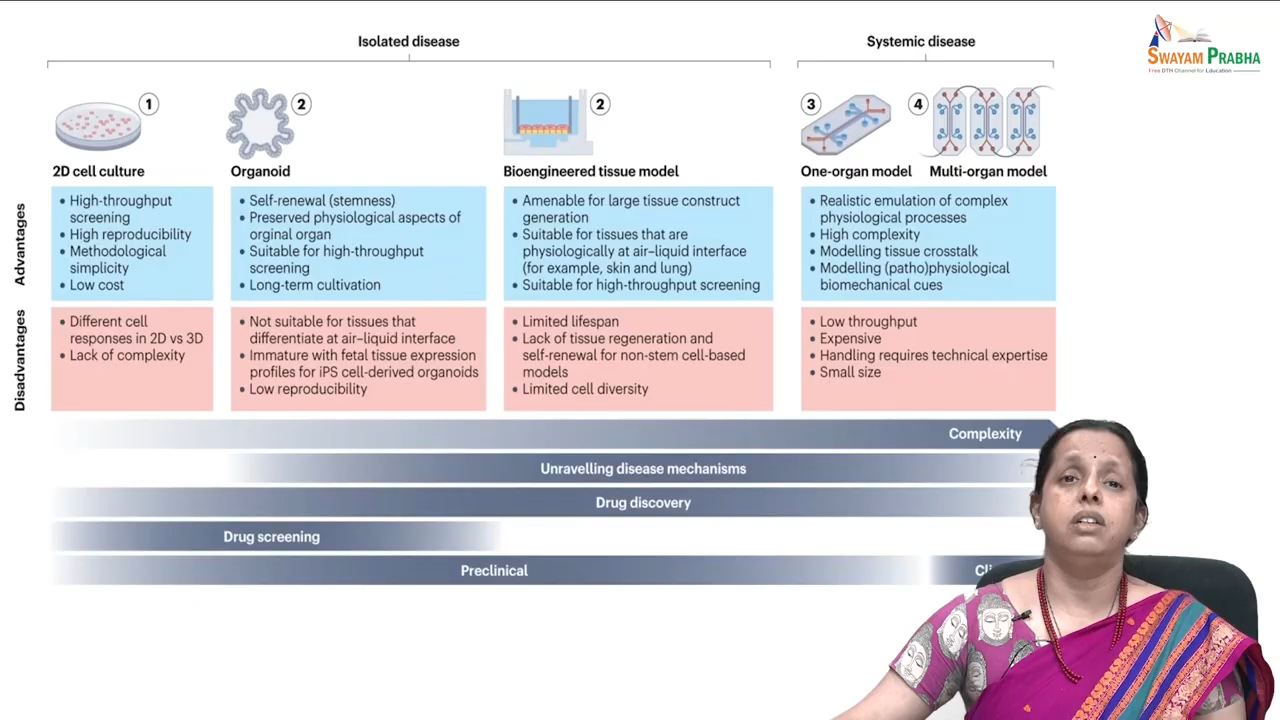 Isolated disease
Systemic disease
SWAYAM PRABHA
Free DTH Channel for Education
1
2
2
3
4
2D cell culture
Organoid
Bioengineered tissue model
One-organ model
Multi-organ model
Advantages
• High-throughput
screening
• High reproducibility
• Methodological
simplicity
• Low cost
• Self-renewal (stemness)
• Preserved physiological aspects of
orginal organ
• Suitable for high-throughput
screening
• Long-term cultivation
• Amenable for large tissue construct
generation
• Suitable for tissues that are
physiologically at air–liquid interface
(for example, skin and lung)
• Suitable for high-throughput screening
• Realistic emulation of complex
physiological processes
• High complexity
• Modelling tissue crosstalk
• Modelling (patho)physiological
biomechanical cues
Disadvantages
• Different cell
responses in 2D vs 3D
• Lack of complexity
• Not suitable for tissues that
differentiate at air–liquid interface
• Immature with fetal tissue expression
profiles for iPS cell-derived organoids
• Low reproducibility
• Limited lifespan
• Lack of tissue regeneration and
self-renewal for non-stem cell-based
models
• Limited cell diversity
• Low throughput
• Expensive
• Handling requires technical expertise
• Small size
Complexity
Unravelling disease mechanisms
Drug discovery
Drug screening
Preclinical